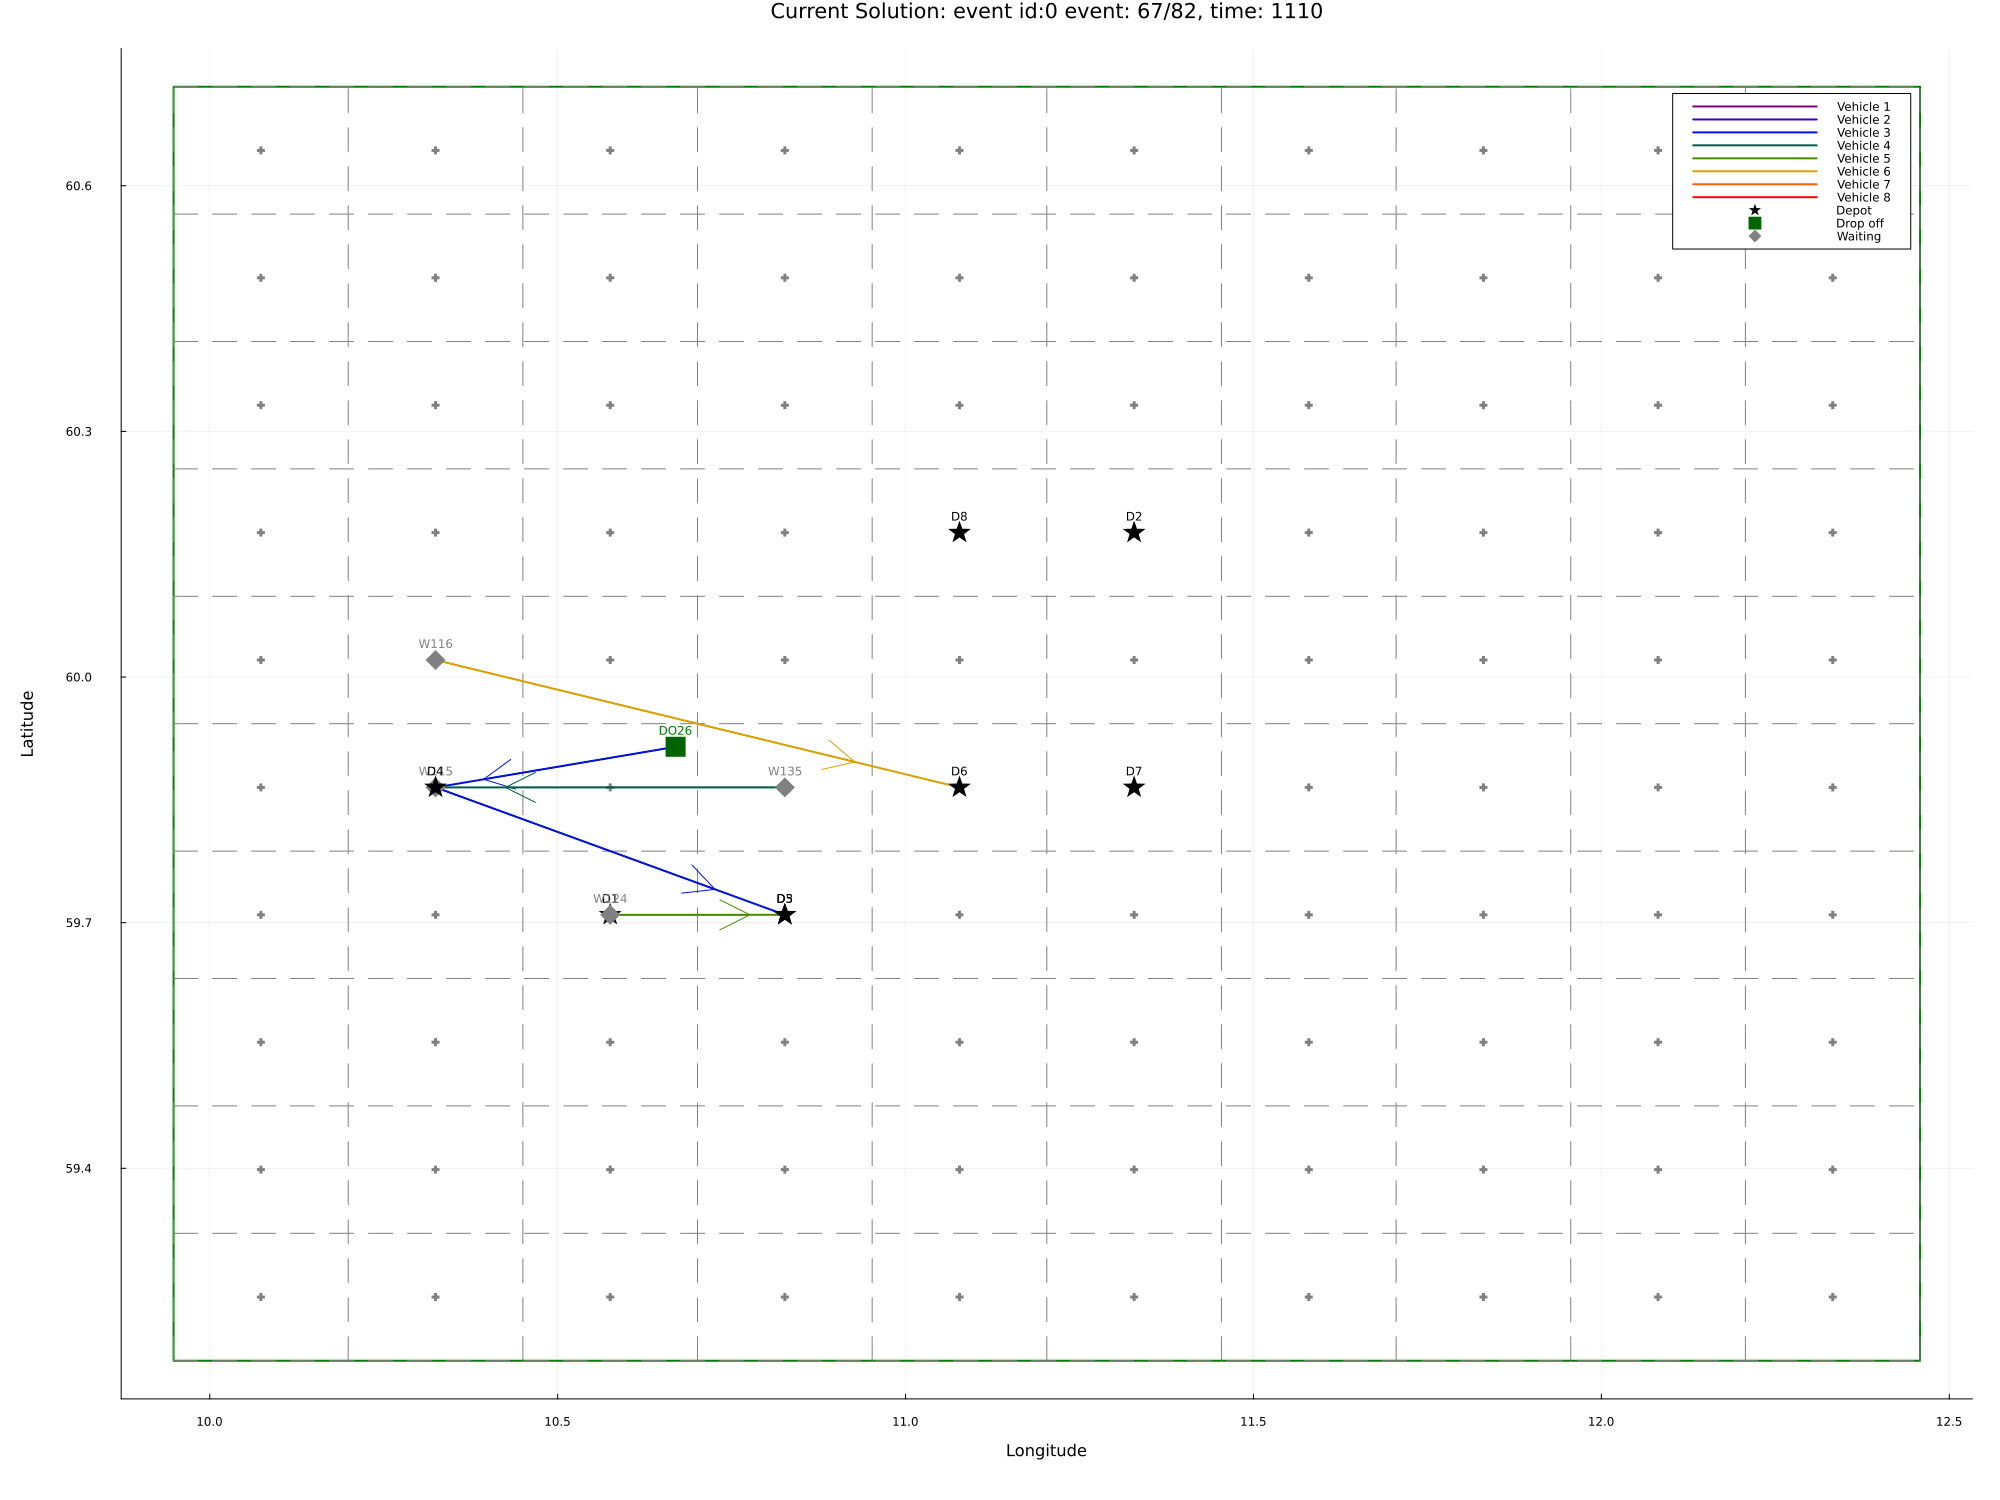 Current Solution: event id:0 event: 67/82, time: 1110
Vehicle 1
Vehicle 2
Vehicle 3
Vehicle 4
Vehicle 5
Vehicle 6
Vehicle 7
Vehicle 8
Depot
Drop off
Waiting
60.6
60.3
60.0
59.7
59.4
Latitude
D8
D2
W116
DO26
D4
W135
D6
D7
D1
10.0
10.5
11.0
11.5
12.0
12.5
Longitude